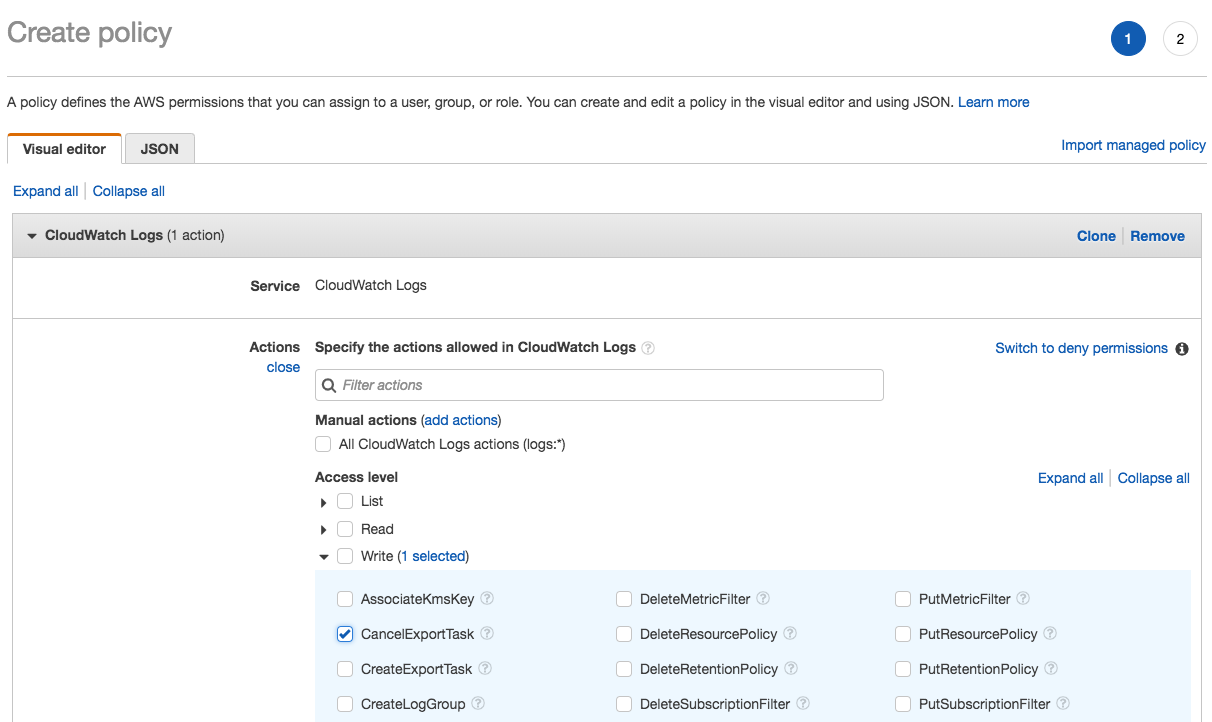 Create policy
1 2
A policy defines the AWS permissions that you can assign to a user, group, or role. You can create and edit a policy in the visual editor and using JSON. Learn more
Visual editor JSON
Import managed policy
Expand all Collapse all
CloudWatch Logs (1 action) Clone Remove
Service CloudWatch Logs
Actions Specify the actions allowed in CloudWatch Logs ? Switch to deny permissions i
close
Filter actions
Manual actions (add actions)
All CloudWatch Logs actions (logs:*)
Access level Expand all Collapse all
List
Read
Write (1 selected)
AssociateKmsKey ? DeleteMetricFilter ? PutMetricFilter ?
CancelExportTask ? DeleteResourcePolicy ? PutResourcePolicy ?
CreateExportTask ? DeleteRetentionPolicy ? PutRetentionPolicy ?
CreateLogGroup ? DeleteSubscriptionFilter ? PutSubscriptionFilter ?